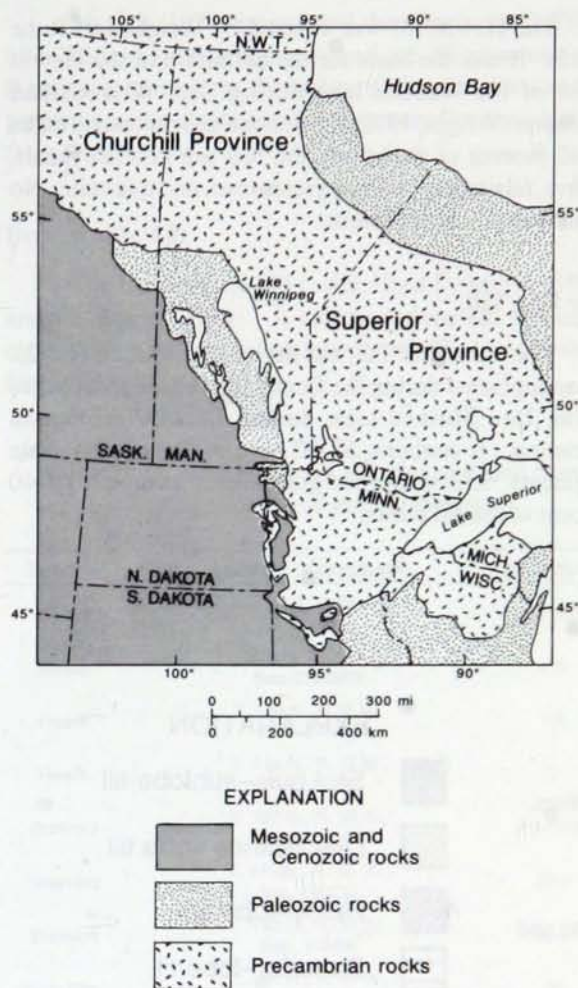 105° 100° 95° 90° 85°
N.W.T.
Hudson Bay
Churchill Province
55° 55°
Lake
Winnipeg
Superior
Province
50° 50°
SASK. MAN.
ONTARIO
MINN.
Lake Superior
MICH.
WISC.
N. DAKOTA
S. DAKOTA
45° 45°
100° 95° 90°
0 100 200 300 mi
0 200 400 km
EXPLANATION
Mesozoic and
Cenozoic rocks
Paleozoic rocks
Precambrian rocks